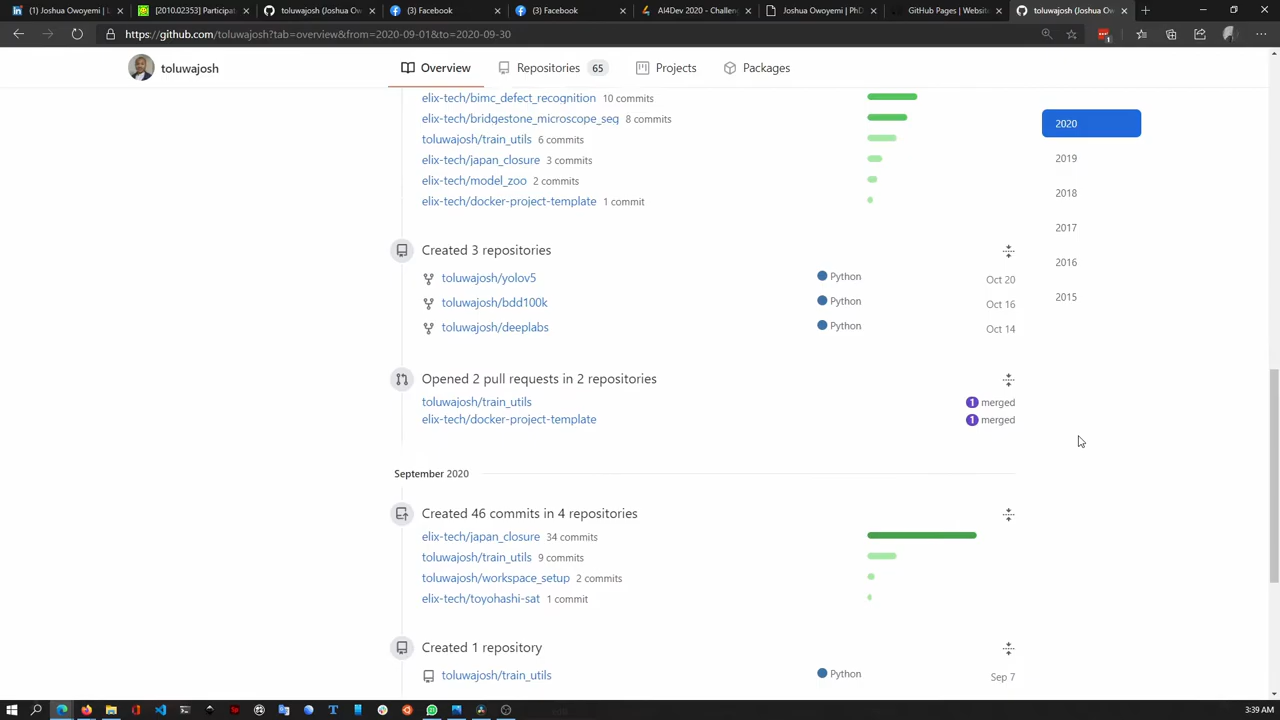 (1) Joshua Owoyemi | L
[2010.02353] Participat
toluwajosh (Joshua Ow
(3) Facebook
(3) Facebook
AI4Dev 2020 - Challeng
Joshua Owoyemi | PhD
GitHub Pages | Website
toluwajosh (Joshua Ow
https://github.com/toluwajosh?tab=overview&from=2020-09-01&to=2020-09-30
toluwajosh
Overview
Repositories 65
Projects
Packages
elix-tech/bimc_defect_recognition 10 commits
elix-tech/bridgestone_microscope_seg 8 commits
toluwajosh/train_utils 6 commits
elix-tech/japan_closure 3 commits
elix-tech/model_zoo 2 commits
elix-tech/docker-project-template 1 commit
2020
2019
2018
2017
2016
2015
Created 3 repositories
toluwajosh/yolov5 Python Oct 20
toluwajosh/bdd100k Python Oct 16
toluwajosh/deeplabs Python Oct 14
Opened 2 pull requests in 2 repositories
toluwajosh/train_utils 1 merged
elix-tech/docker-project-template 1 merged
September 2020
Created 46 commits in 4 repositories
elix-tech/japan_closure 34 commits
toluwajosh/train_utils 9 commits
toluwajosh/workspace_setup 2 commits
elix-tech/toyohashi-sat 1 commit
Created 1 repository
toluwajosh/train_utils Python Sep 7
3:39 AM